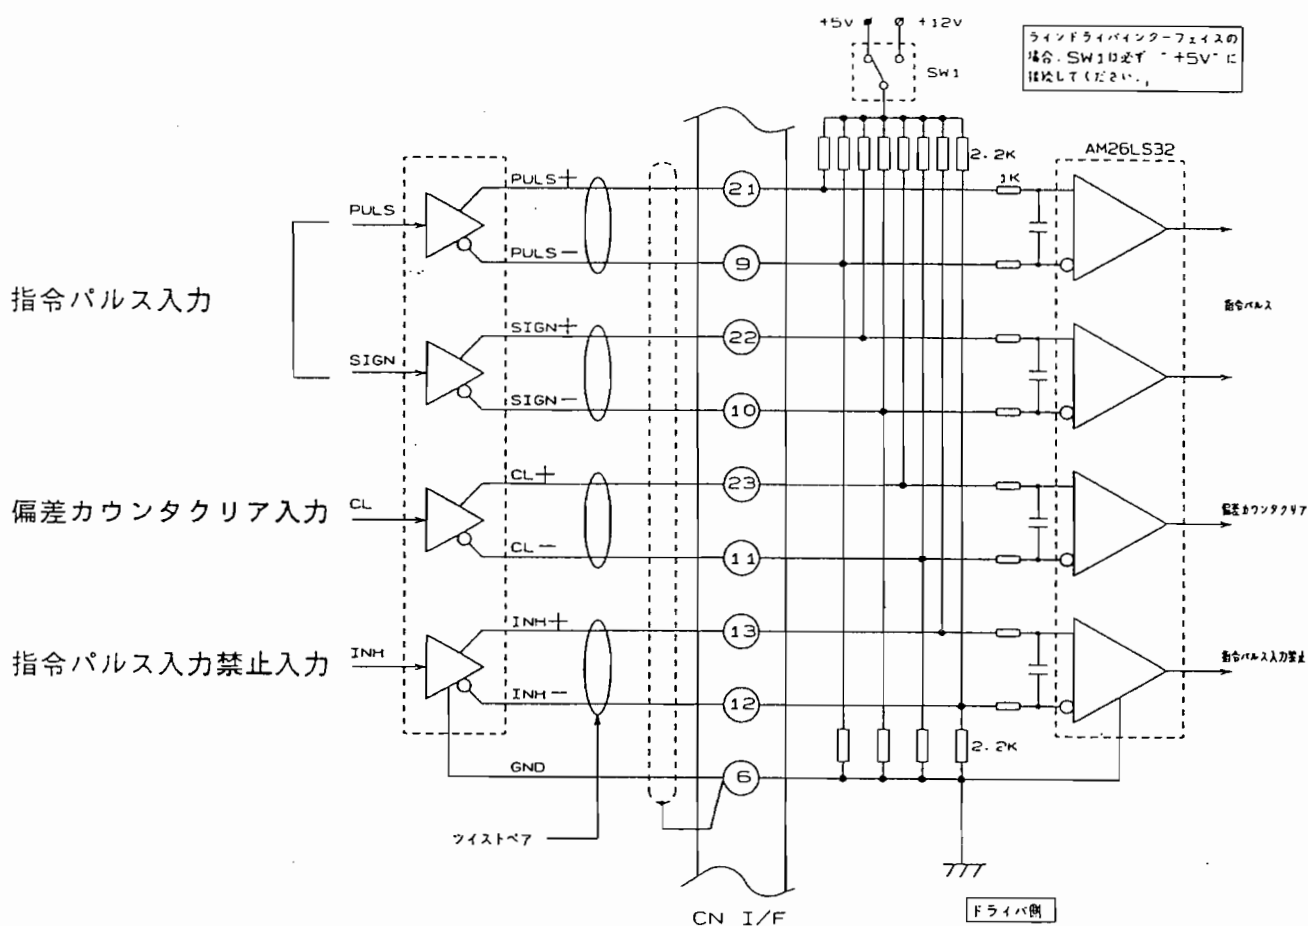 +5V
+12V
SW1
ラインドライバインターフェイスの
場合、SW1は必ず "+5V"に
接続してください。
2.2K
AM26LS32
1K
PULS+
21
PULS
PULS-
9
指令パルス入力
指令パルス
SIGN+
22
SIGN
SIGN-
10
CL+
23
偏差カウンタクリア入力
CL
偏差カウンタクリア
CL-
11
INH+
13
指令パルス入力禁止入力
INH
指令パルス入力禁止
INH-
12
2.2K
GND
6
ツイストペア
CN I/F
ドライバ側